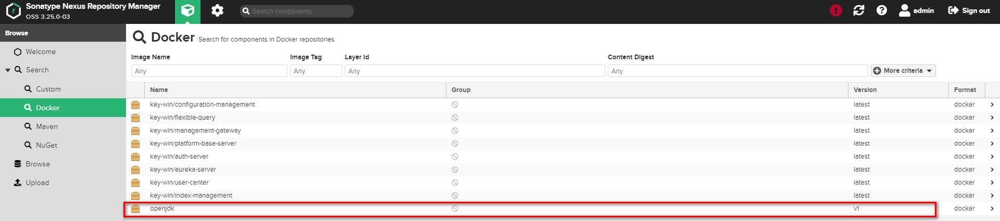 Sonatype Nexus Repository Manager
OSS 3.25.0-03
Search components
admin
Sign out
Browse
Welcome
Search
Custom
Docker
Maven
NuGet
Browse
Upload
Docker Search for components in Docker repositories
Image Name Image Tag Layer Id Content Digest
Any Any Any Any More criteria
Name Group Version Format
key-win/configuration-management latest docker
key-win/flexible-query latest docker
key-win/management-gateway latest docker
key-win/platform-base-server latest docker
key-win/auth-server latest docker
key-win/eureka-server latest docker
key-win/user-center latest docker
key-win/index-management latest docker
openjdk v1 docker